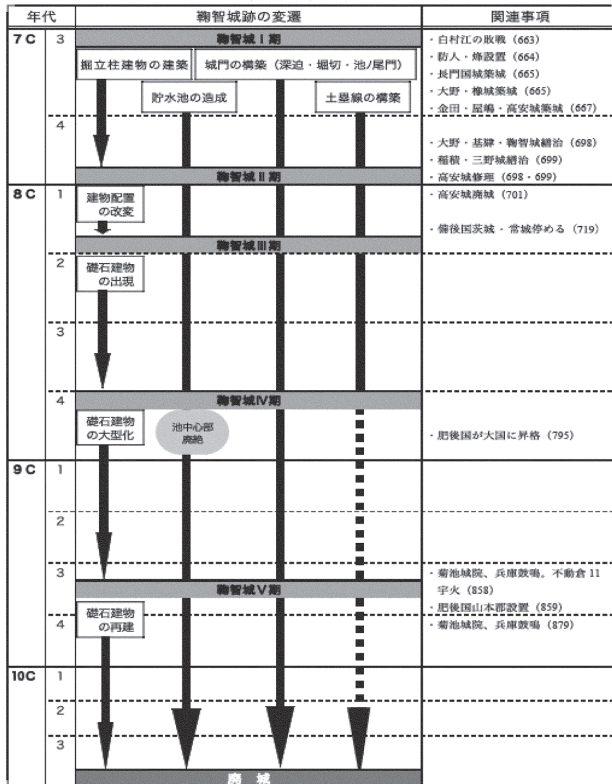 年代
鞠智城跡の変遷
関連事項
7C
3
鞠智城Ⅰ期
掘立柱建物の建築
城門の構築（深迫・堀切・池ノ尾門）
貯水池の造成
土塁線の構築
・白村江の敗戦（663）
・防人・烽設置（664）
・長門国城築城（665）
・大野・椽城築城（665）
・金田・屋嶋・高安城築城（667）
4
・大野・基肄・鞠智城繕治（698）
・稲積・三野城繕治（699）
・高安城修理（698・699）
鞠智城Ⅱ期
8C
1
建物配置
の改変
・高安城廃城（701）
・備後国茨城・常城停める（719）
鞠智城Ⅲ期
2
礎石建物
の出現
3
4
鞠智城Ⅳ期
礎石建物
の大型化
池中心部
廃絶
・肥後国が大国に昇格（795）
9C
1
2
3
・菊池城院、兵庫鼓鳴。不動倉 11
宇火（858）
鞠智城Ⅴ期
・肥後国山本郡設置（859）
4
礎石建物
の再建
・菊池城院、兵庫鼓鳴（879）
10C
1
2
3
廃 城